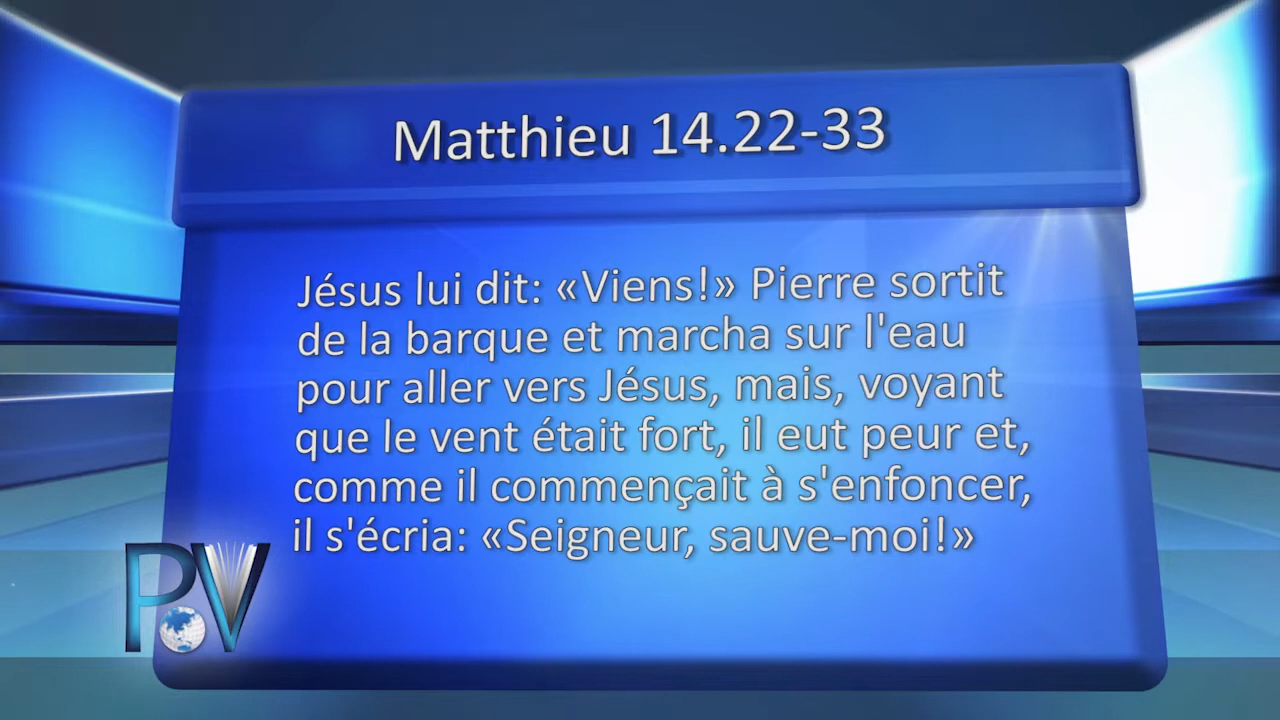 Matthieu 14.22-33
Jésus lui dit: «Viens!» Pierre sortit
de la barque et marcha sur l'eau
pour aller vers Jésus, mais, voyant
que le vent était fort, il eut peur et,
comme il commençait à s'enfoncer,
il s'écria: «Seigneur, sauve-moi!»
PV